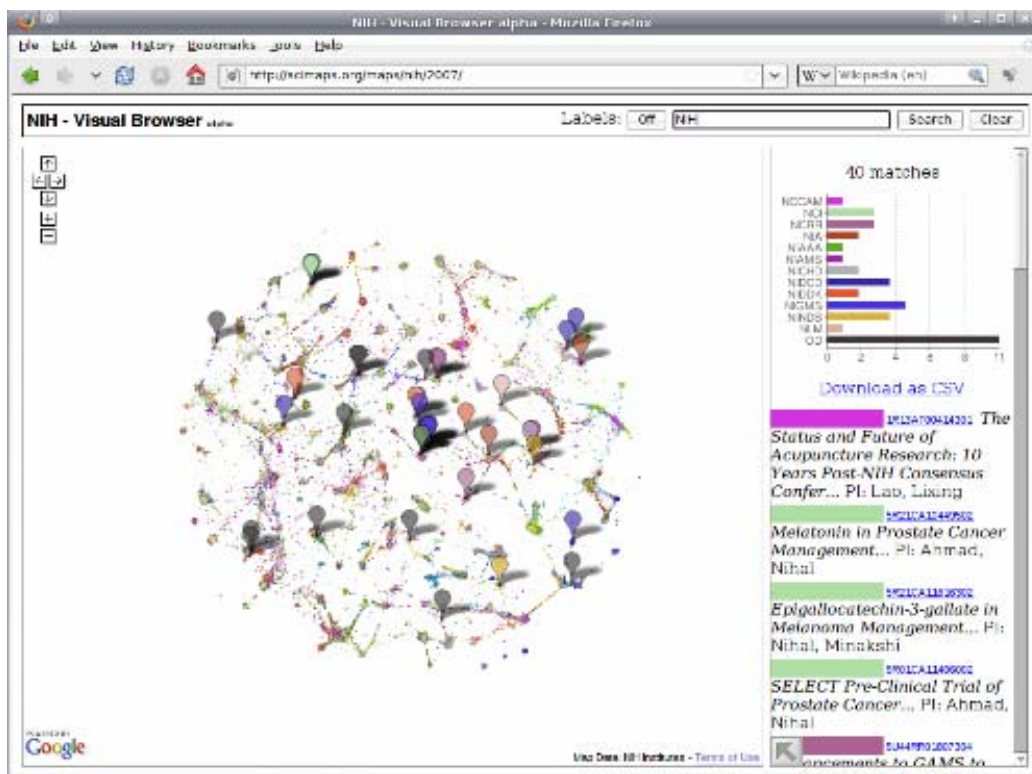 NIH - Visual Browser alpha - Mozilla Firefox
File Edit View History Bookmarks Tools Help
http://scimaps.org/maps/nih/2007/
W Wikipedia (en)
NIH - Visual Browser alpha
Labels: Off NIH Search Clear
40 matches
NCCAM
NCI
NCRR
NIA
NIAAA
NIAMS
NICHD
NIDCD
NIDDK
NIGMS
NINDS
NLM
OD
0 2 4 6 8 11
Download as CSV
The
Status and Future of
Acupuncture Research: 10
Years Post-NIH Consensus
Confer... PI: Lao, Lixing
Melatonin in Prostate Cancer
Management... PI: Ahmad,
Nihal
Epigallocatechin-3-gallate in
Melanoma Management... PI:
Nihal, Minakshi
SELECT Pre-Clinical Trial of
Prostate Cancer... PI: Ahmad,
Nihal
to GAMS to
POWERED BY
Google
Map Data: NIH Institutes - Terms of Use